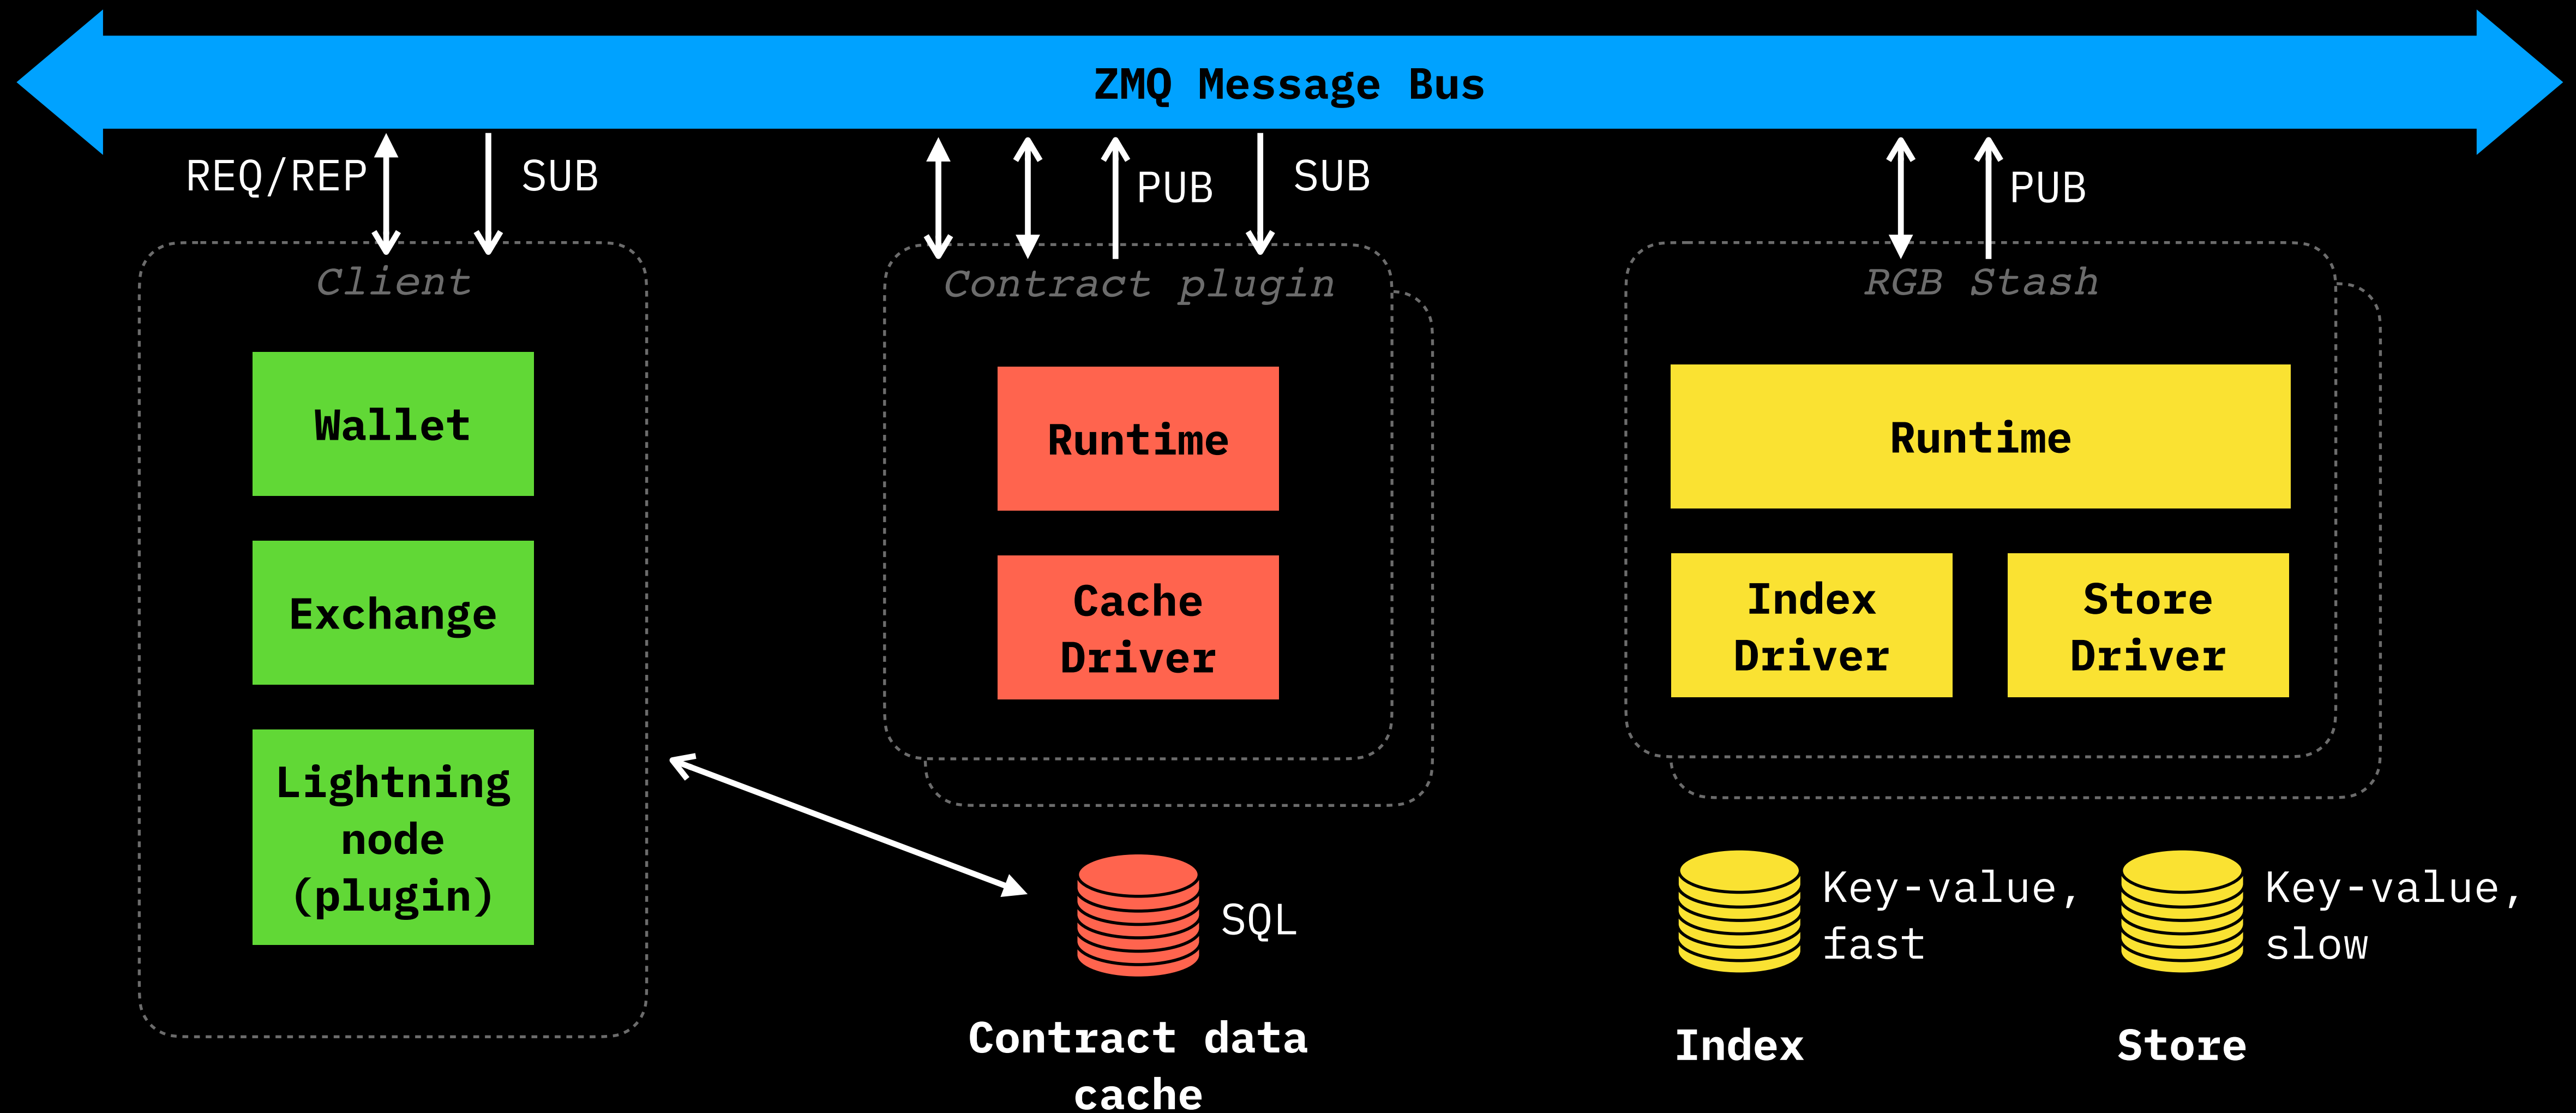 ZMQ Message Bus
REQ/REP
SUB
PUB
SUB
PUB
Client
Wallet
Exchange
Lightning
node
(plugin)
Contract plugin
Runtime
Cache
Driver
SQL
Contract data
cache
RGB Stash
Runtime
Index
Driver
Store
Driver
Key-value,
fast
Index
Key-value,
slow
Store